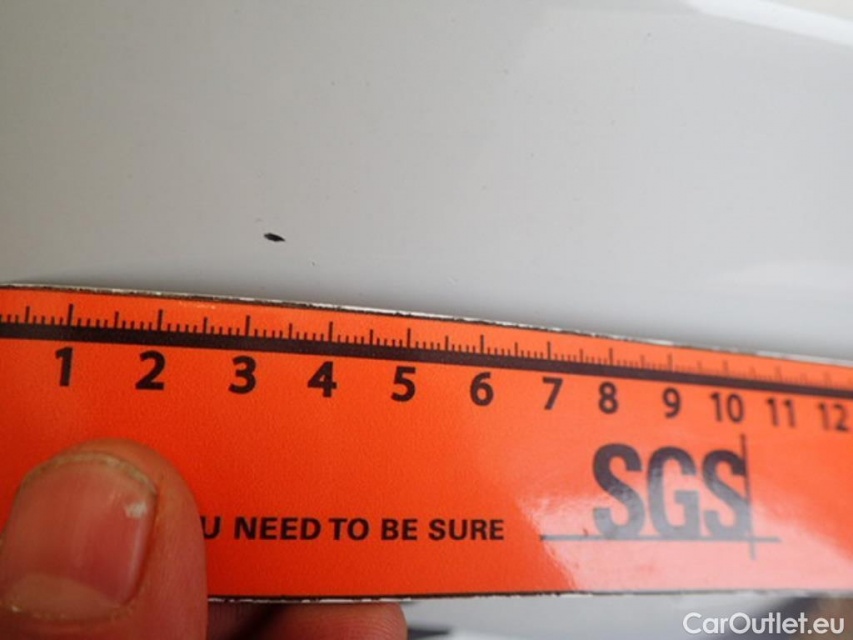 1 2 3 4 5 6 7 8 9 10 11 12
SGS
U NEED TO BE SURE
CarOutlet.eu